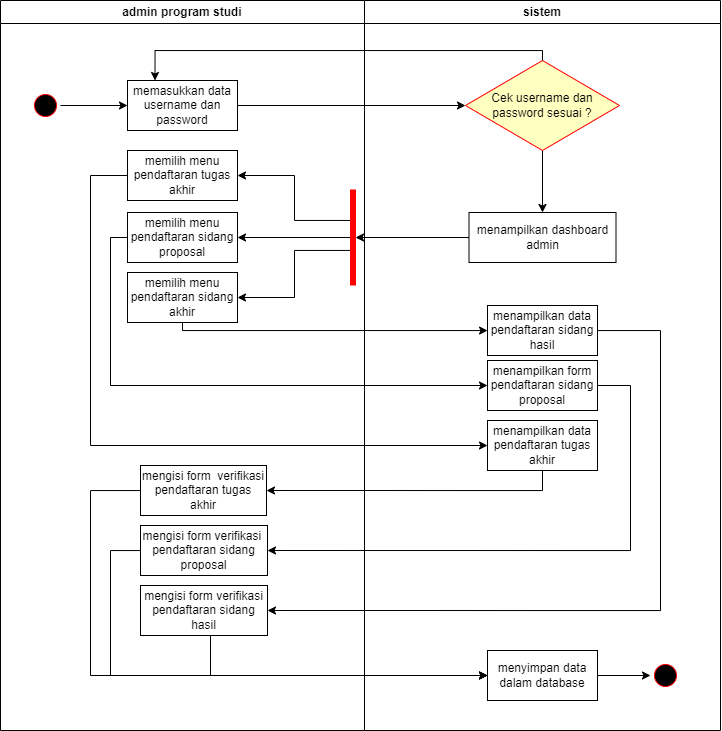 admin program studi
sistem
memasukkan data
username dan
password
Cek username dan
password sesuai ?
memilih menu
pendaftaran tugas
akhir
memilih menu
pendaftaran sidang
proposal
menampilkan dashboard
admin
memilih menu
pendaftaran sidang
akhir
menampilkan data
pendaftaran sidang
hasil
menampilkan form
pendaftaran sidang
proposal
menampilkan data
pendaftaran tugas
akhir
mengisi form  verifikasi
pendaftaran tugas
akhir
mengisi form verifikasi
pendaftaran sidang
proposal
mengisi form verifikasi
pendaftaran sidang
hasil
menyimpan data
dalam database